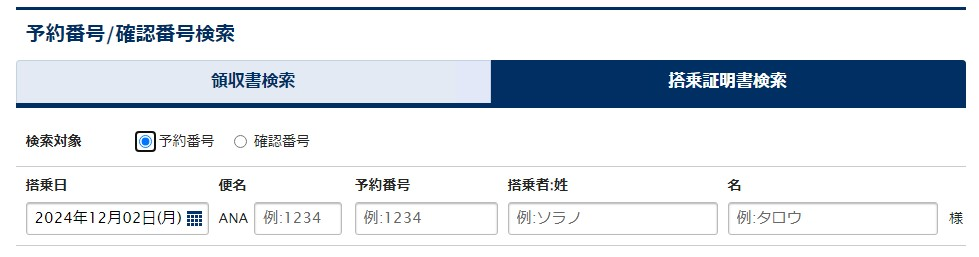 予約番号/確認番号検索
領収書検索 搭乗証明書検索
検索対象 予約番号 確認番号
搭乗日 便名 予約番号 搭乗者:姓 名
2024年12月02日(月) ANA 例:1234 例:1234 例:ソラノ 例:タロウ 様